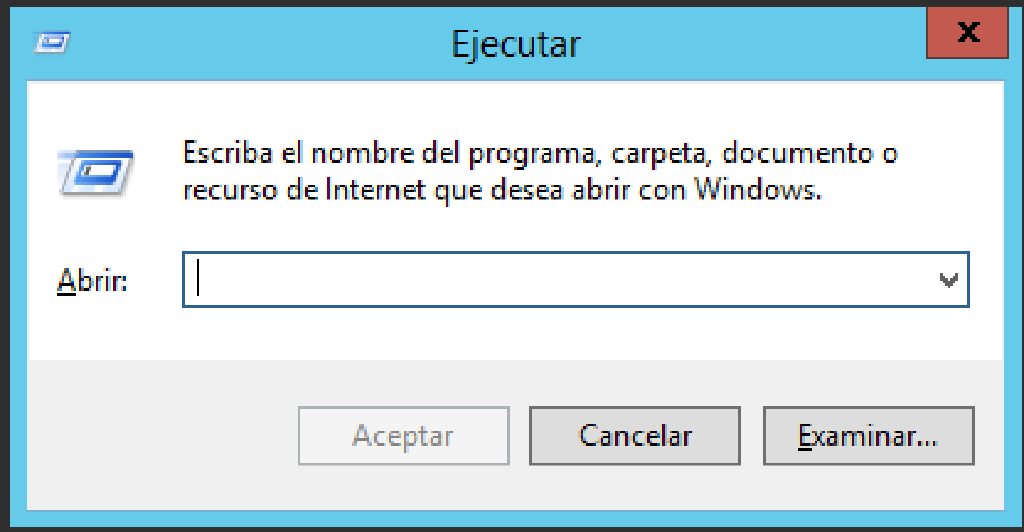 Ejecutar
Escriba el nombre del programa, carpeta, documento o
recurso de Internet que desea abrir con Windows.
Abrir:
Aceptar
Cancelar
Examinar...